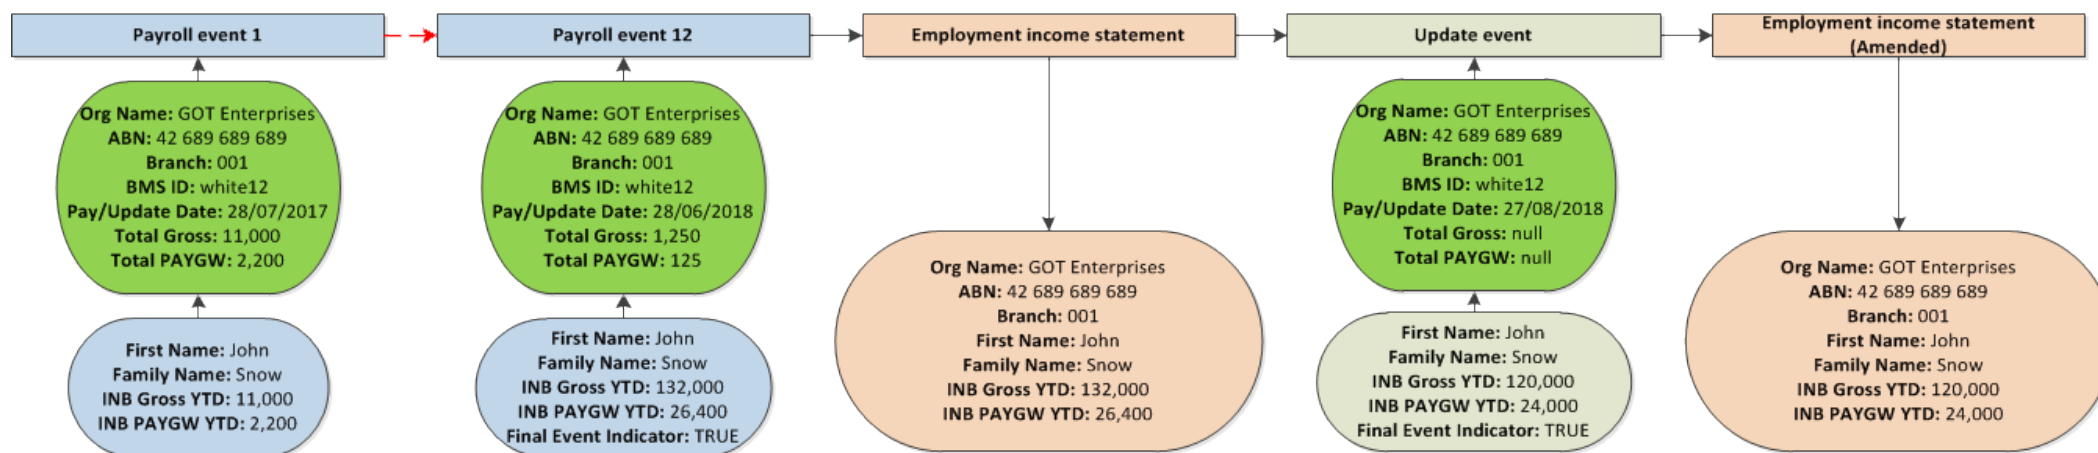 Payroll event 1
Payroll event 12
Employment income statement
Update event
Employment income statement
(Amended)
Org Name: GOT Enterprises
ABN: 42 689 689 689
Branch: 001
BMS ID: white12
Pay/Update Date: 28/07/2017
Total Gross: 11,000
Total PAYGW: 2,200
First Name: John
Family Name: Snow
INB Gross YTD: 11,000
INB PAYGW YTD: 2,200
Org Name: GOT Enterprises
ABN: 42 689 689 689
Branch: 001
BMS ID: white12
Pay/Update Date: 28/06/2018
Total Gross: 1,250
Total PAYGW: 125
First Name: John
Family Name: Snow
INB Gross YTD: 132,000
INB PAYGW YTD: 26,400
Final Event Indicator: TRUE
Org Name: GOT Enterprises
ABN: 42 689 689 689
Branch: 001
First Name: John
Family Name: Snow
INB Gross YTD: 132,000
INB PAYGW YTD: 26,400
Org Name: GOT Enterprises
ABN: 42 689 689 689
Branch: 001
BMS ID: white12
Pay/Update Date: 27/08/2018
Total Gross: null
Total PAYGW: null
First Name: John
Family Name: Snow
INB Gross YTD: 120,000
INB PAYGW YTD: 24,000
Final Event Indicator: TRUE
Org Name: GOT Enterprises
ABN: 42 689 689 689
Branch: 001
First Name: John
Family Name: Snow
INB Gross YTD: 120,000
INB PAYGW YTD: 24,000